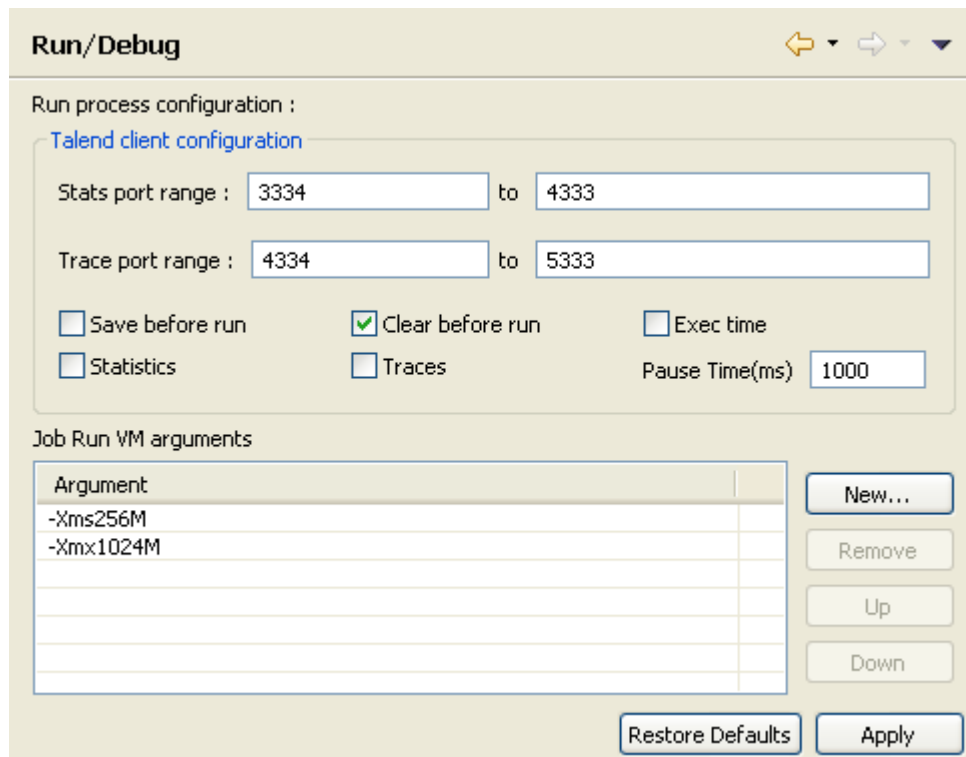 Run/Debug
Run process configuration :
Talend client configuration
Stats port range : 3334 to 4333
Trace port range : 4334 to 5333
Save before run Clear before run Exec time
Statistics Traces Pause Time(ms) 1000
Job Run VM arguments
Argument
New...
-Xms256M
-Xmx1024M
Remove
Up
Down
Restore Defaults Apply